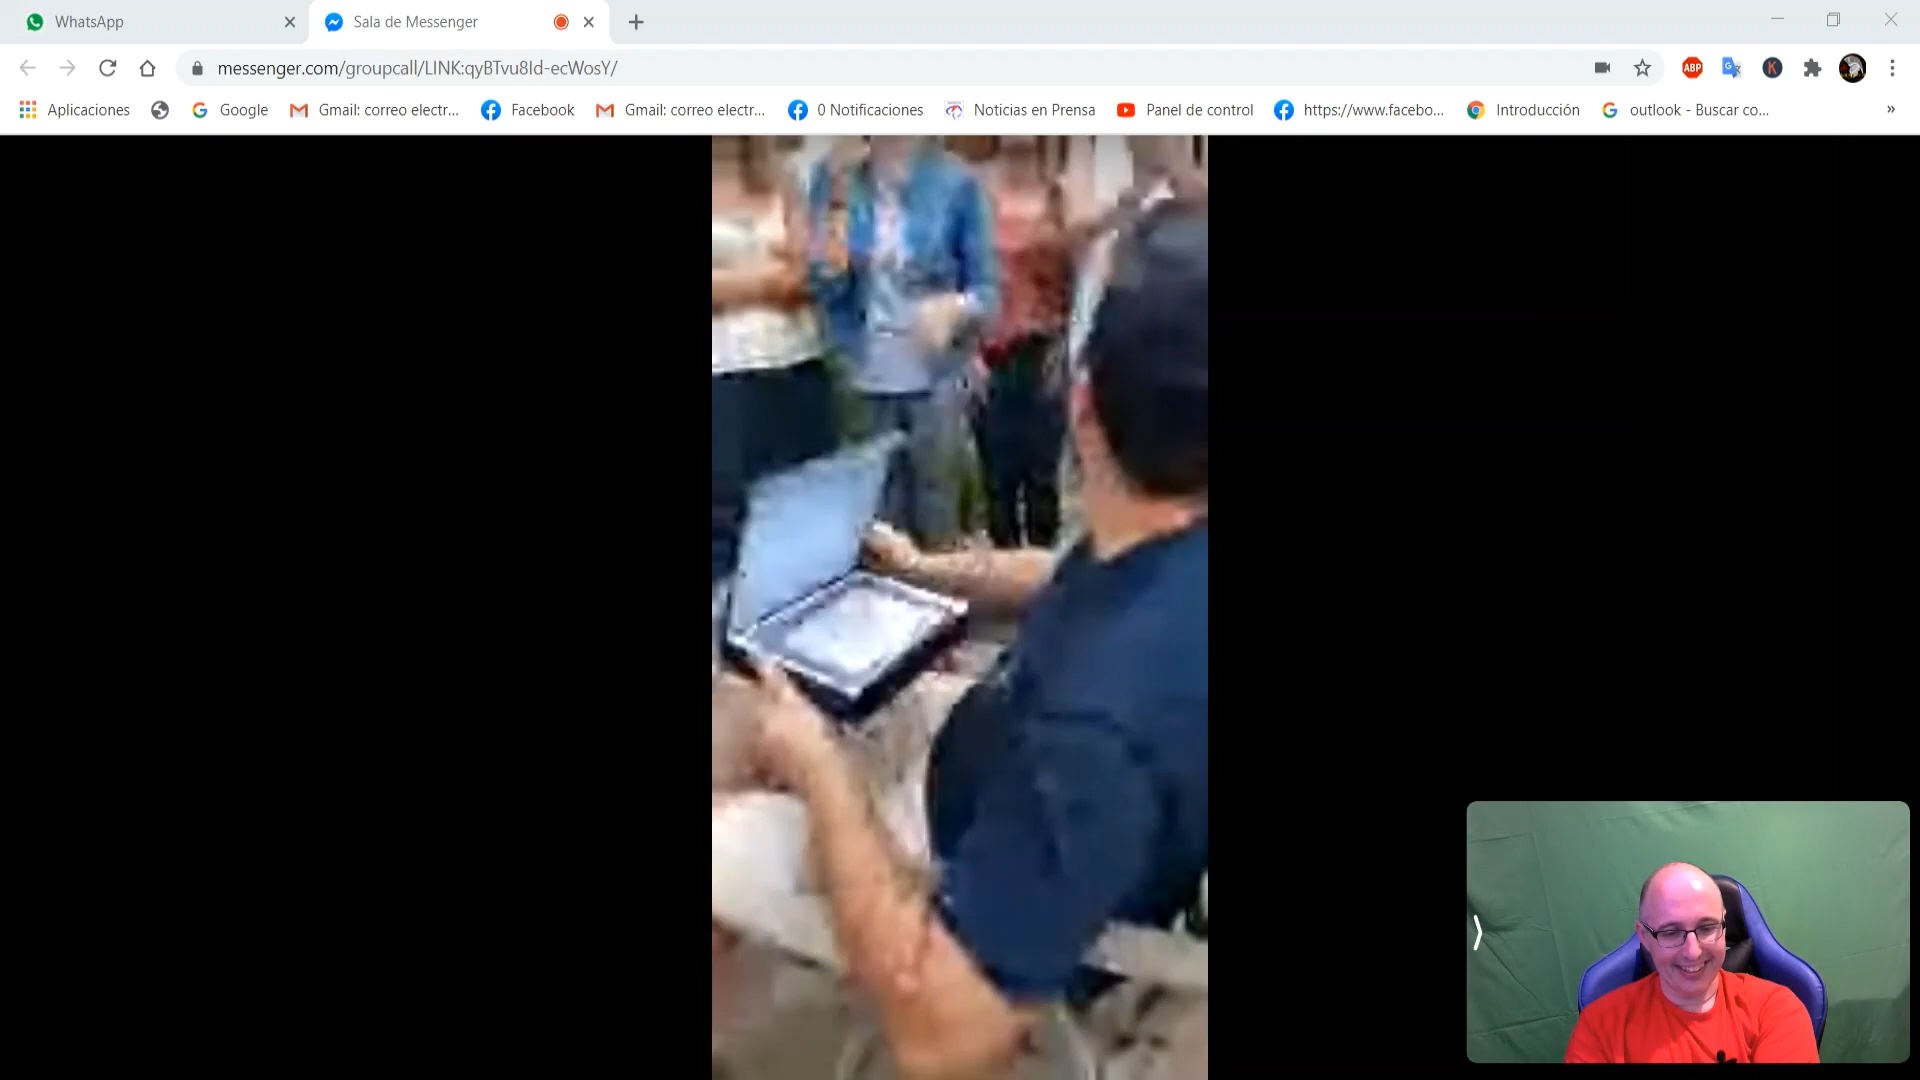 WhatsApp
Sala de Messenger
messenger.com/groupcall/LINK:qyBTvu8Id-ecWosY/
ABP
K
Aplicaciones
Google
Gmail: correo electr...
Facebook
Gmail: correo electr...
0 Notificaciones
Noticias en Prensa
Panel de control
https://www.facebo...
Introducción
outlook - Buscar co...
»